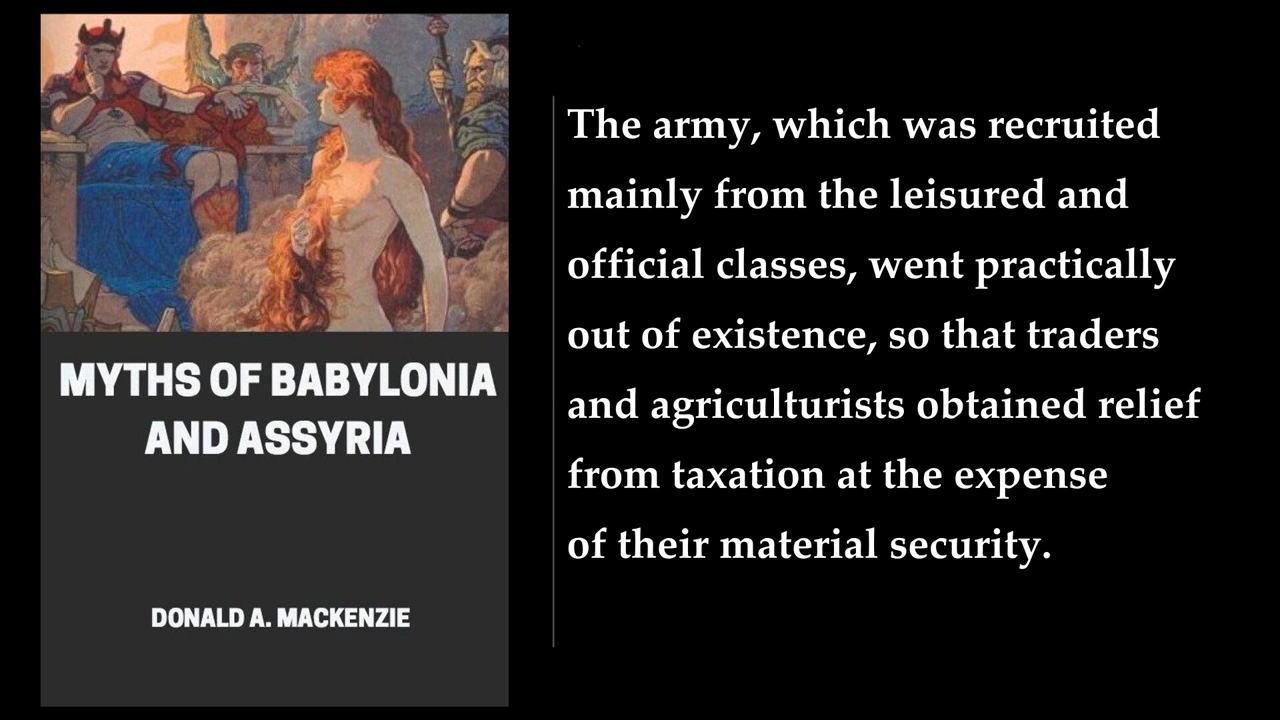 MYTHS OF BABYLONIA
AND ASSYRIA
DONALD A. MACKENZIE
The army, which was recruited
mainly from the leisured and
official classes, went practically
out of existence, so that traders
and agriculturists obtained relief
from taxation at the expense
of their material security.